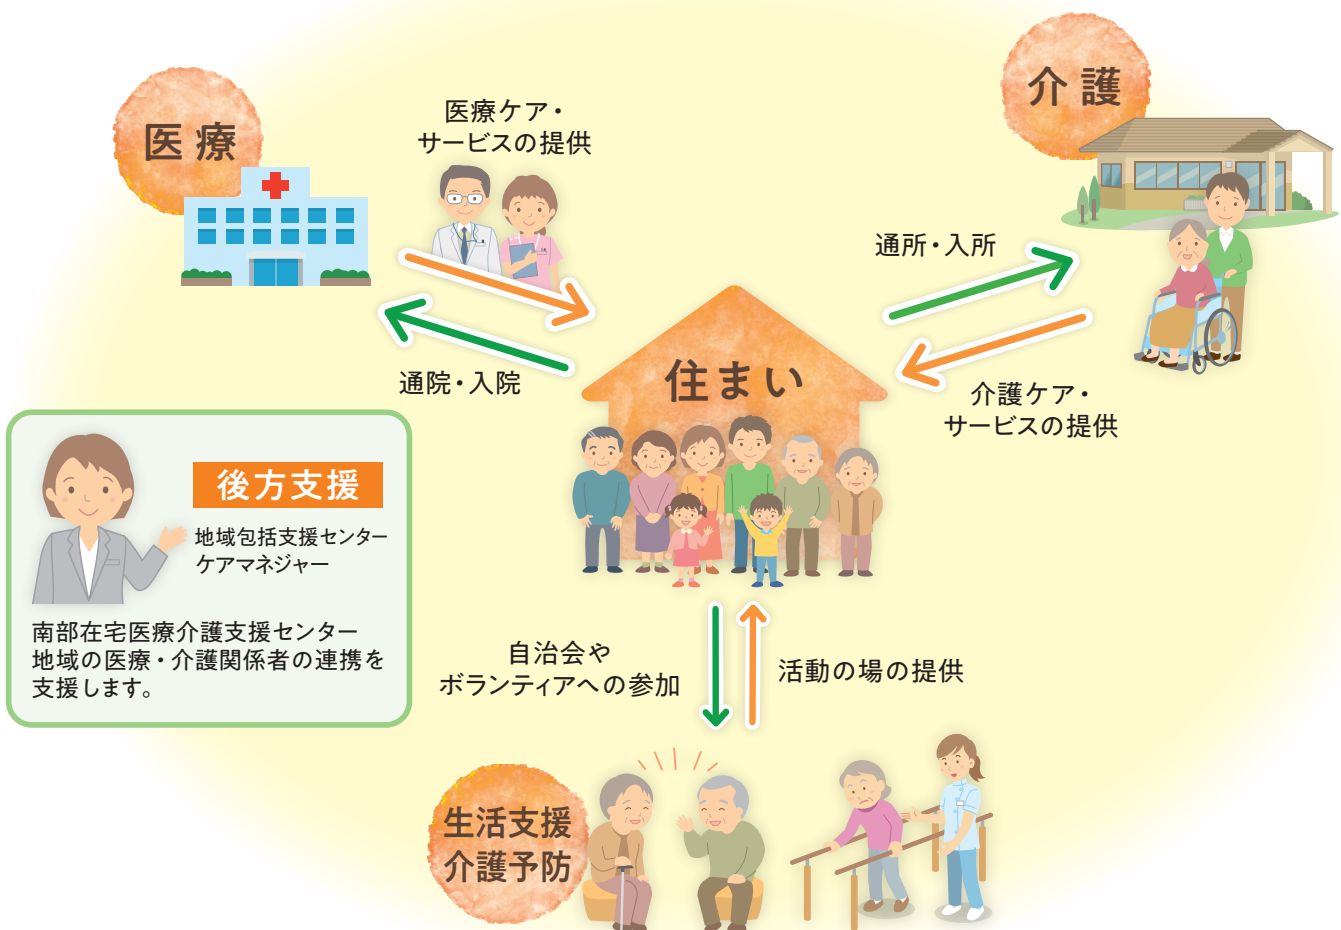 医療
医療ケア・
サービスの提供
介護
通所・入所
通院・入院
住まい
介護ケア・
サービスの提供
後方支援
地域包括支援センター
ケアマネジャー
南部在宅医療介護支援センター
地域の医療・介護関係者の連携を
支援します。
自治会や
ボランティアへの参加
活動の場の提供
生活支援
介護予防